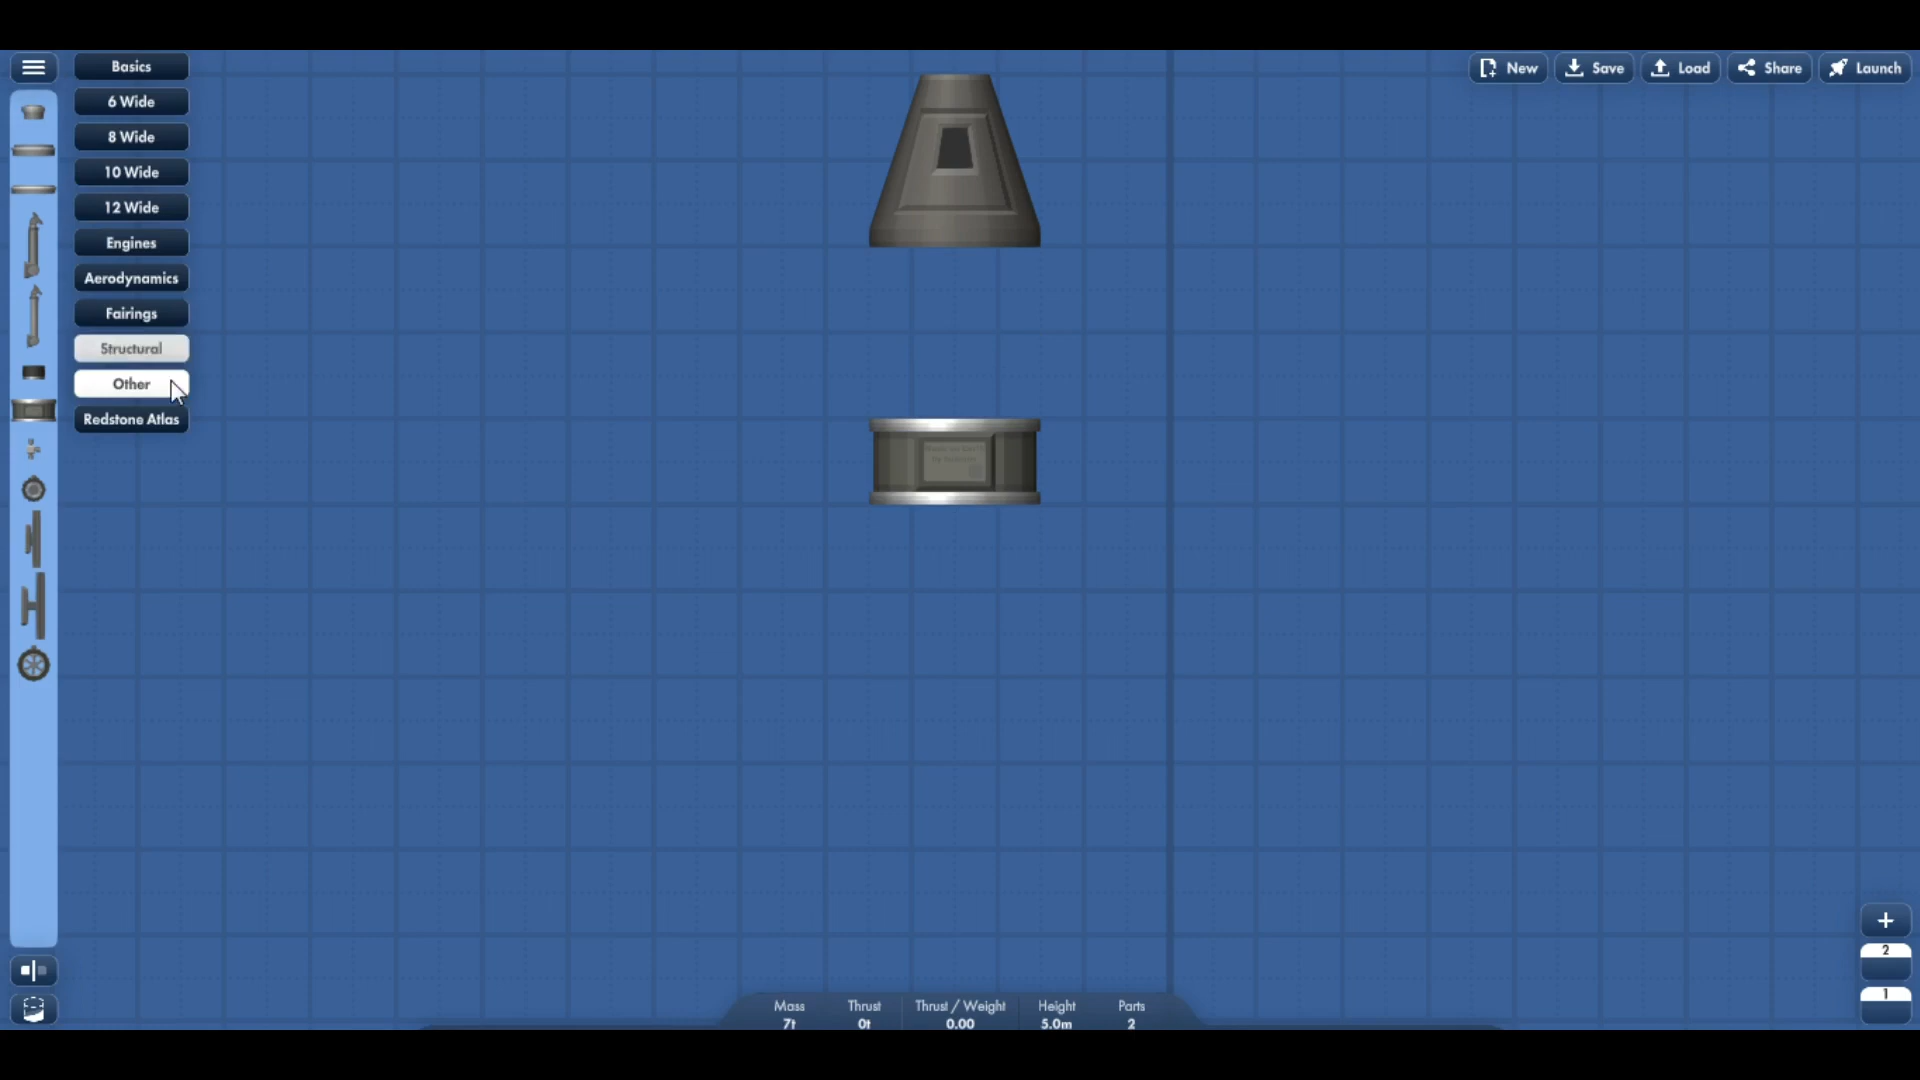 Basics
6 Wide
8 Wide
10 Wide
12 Wide
Engines
Aerodynamics
Fairings
Structural
Other
Redstone Atlas
New
Save
Load
Share
Launch
2
1
Mass Thrust Thrust / Weight Height Parts
7t 0t 0.00 5.0m 2